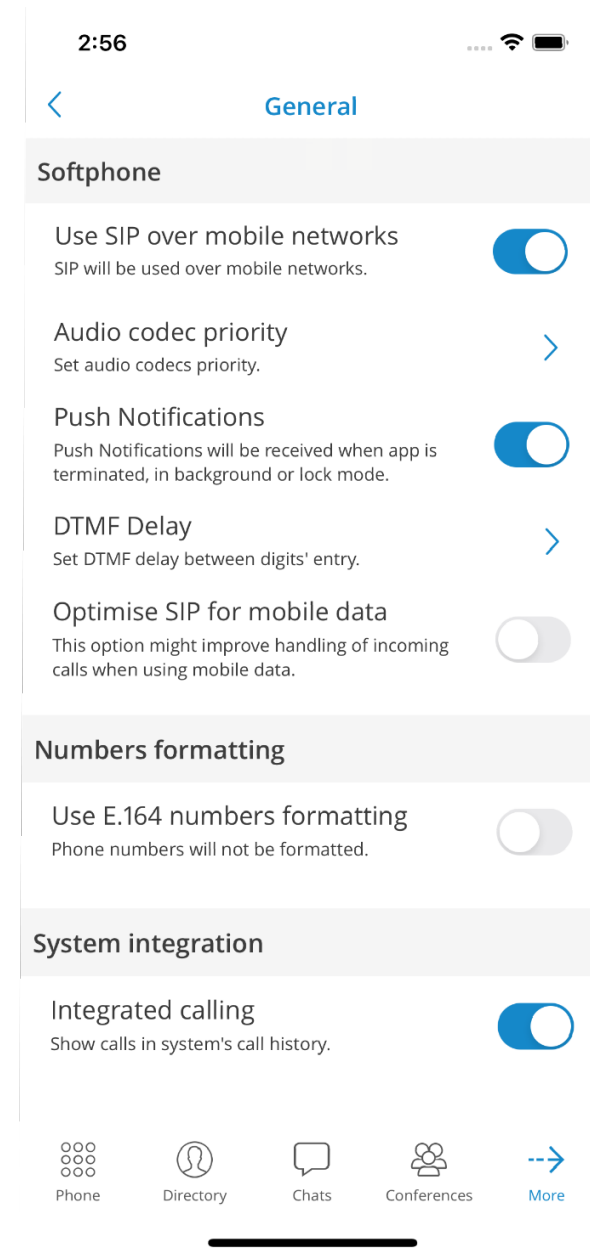 2:56
General
Softphone
Use SIP over mobile networks
SIP will be used over mobile networks.
Audio codec priority
Set audio codecs priority.
Push Notifications
Push Notifications will be received when app is
terminated, in background or lock mode.
DTMF Delay
Set DTMF delay between digits' entry.
Optimise SIP for mobile data
This option might improve handling of incoming
calls when using mobile data.
Numbers formatting
Use E.164 numbers formatting
Phone numbers will not be formatted.
System integration
Integrated calling
Show calls in system's call history.
Phone Directory Chats Conferences More